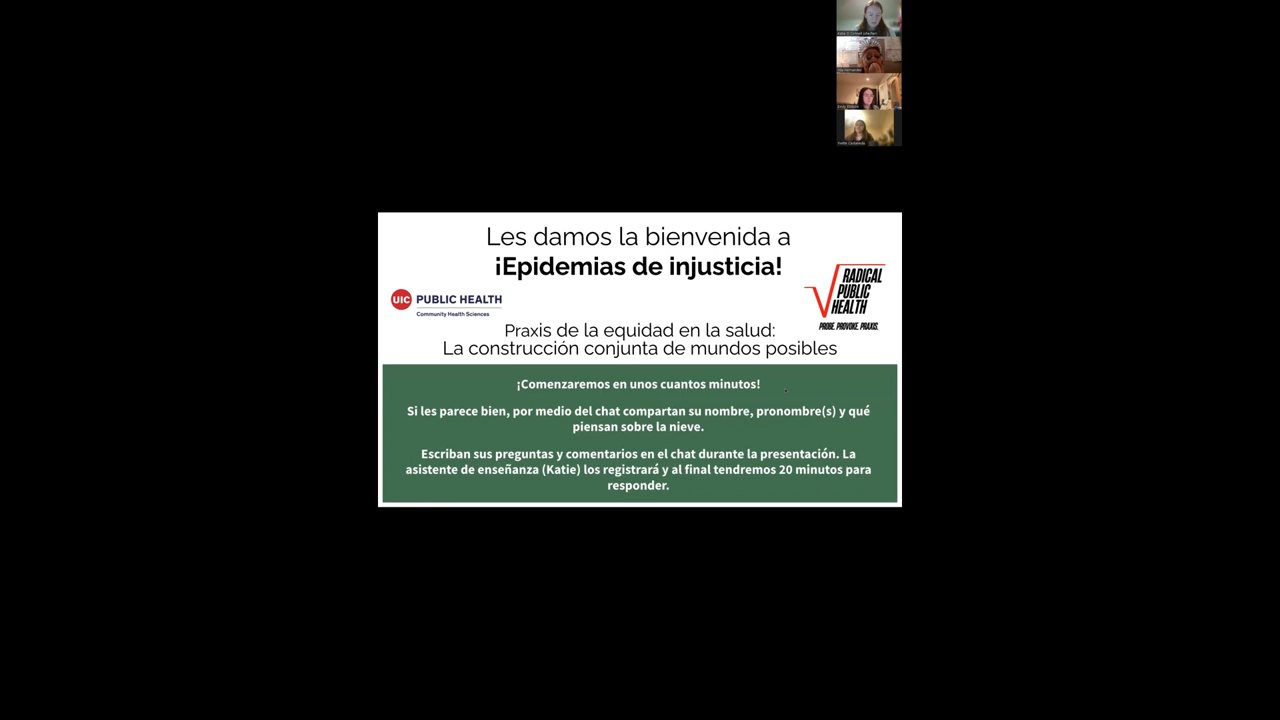 Les damos la bienvenida a
¡Epidemias de injusticia!
UIC PUBLIC HEALTH
Community Health Sciences
RADICAL
PUBLIC
HEALTH
PROBE. PROVOKE. PRAXIS.
Praxis de la equidad en la salud:
La construcción conjunta de mundos posibles
¡Comenzaremos en unos cuantos minutos!
Si les parece bien, por medio del chat compartan su nombre, pronombre(s) y qué
piensan sobre la nieve.
Escriban sus preguntas y comentarios en el chat durante la presentación. La
asistente de enseñanza (Katie) los registrará y al final tendremos 20 minutos para
responder.